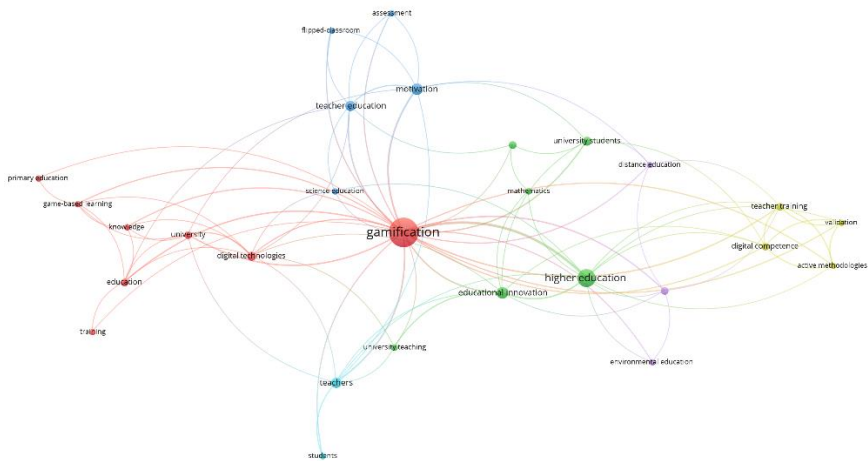 assessment
flipped-classroom
motivation
teacher education
university students
distance education
primary education
science education
mathematics
game-based learning
teacher training
knowledge
validation
university
gamification
digital competence
digital technologies
active methodologies
education
higher education
educational innovation
training
university teaching
environmental education
teachers
students